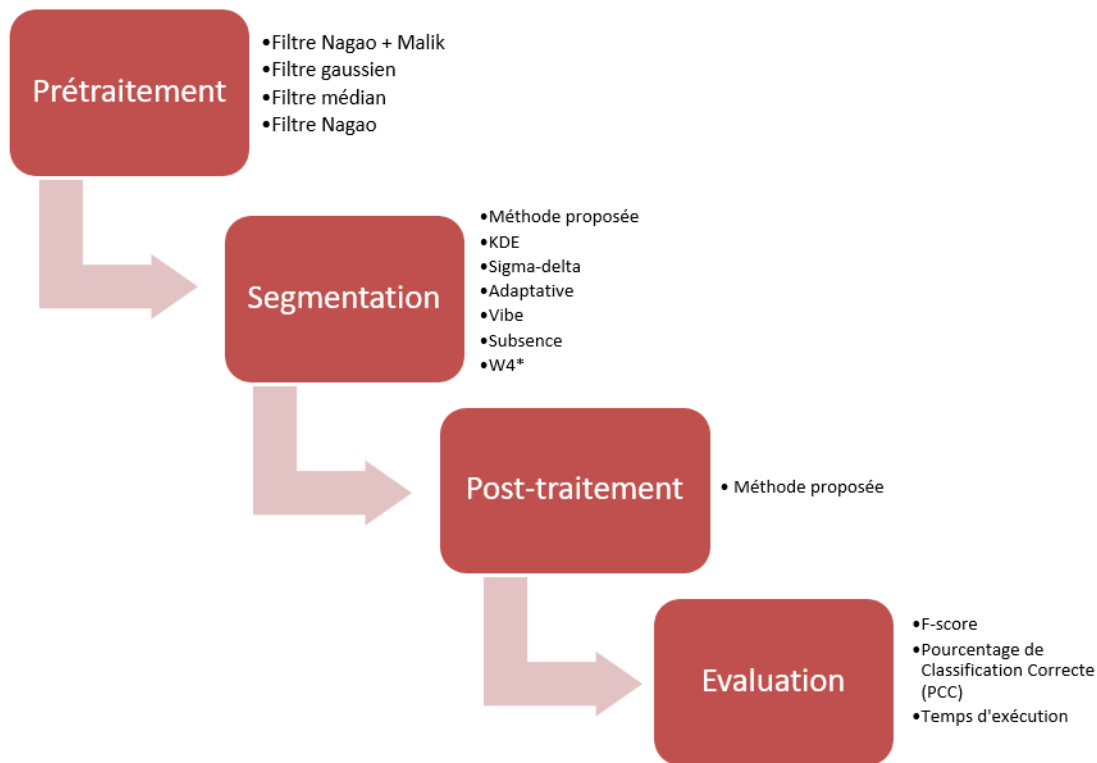 Prétraitement
•Filtre Nagao + Malik
•Filtre gaussien
•Filtre médian
•Filtre Nagao
Segmentation
•Méthode proposée
•KDE
•Sigma-delta
•Adaptative
•Vibe
•Subsence
•W4*
Post-traitement
• Méthode proposée
Evaluation
•F-score
•Pourcentage de
Classification Correcte
(PCC)
•Temps d'exécution